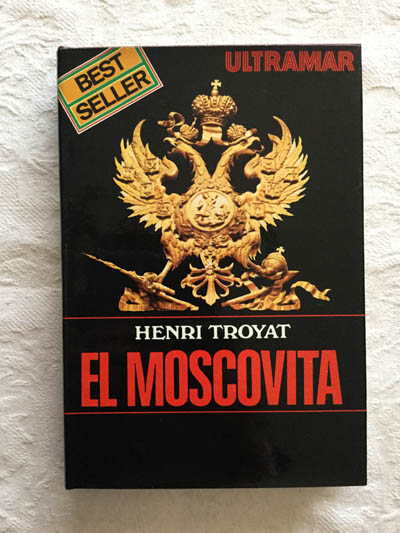 BEST
SELLER
ULTRAMAR
HENRI TROYAT
EL MOSCOVITA